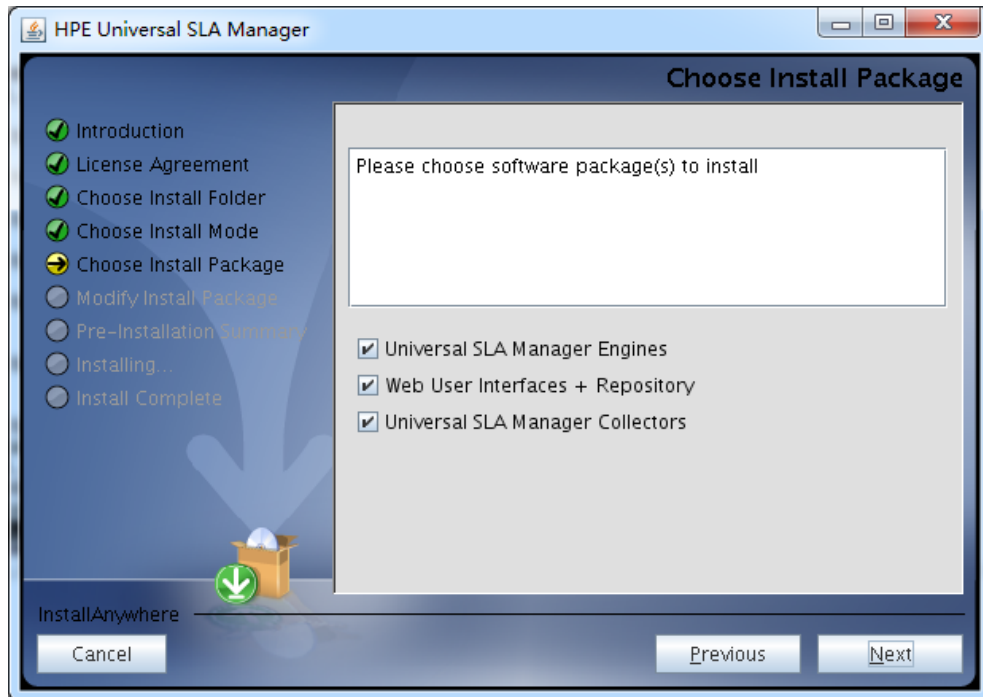 HPE Universal SLA Manager
Choose Install Package
Introduction
License Agreement
Choose Install Folder
Choose Install Mode
Choose Install Package
Modify Install Package
Pre-Installation Summary
Installing...
Install Complete
Please choose software package(s) to install
Universal SLA Manager Engines
Web User Interfaces + Repository
Universal SLA Manager Collectors
InstallAnywhere
Cancel
Previous
Next